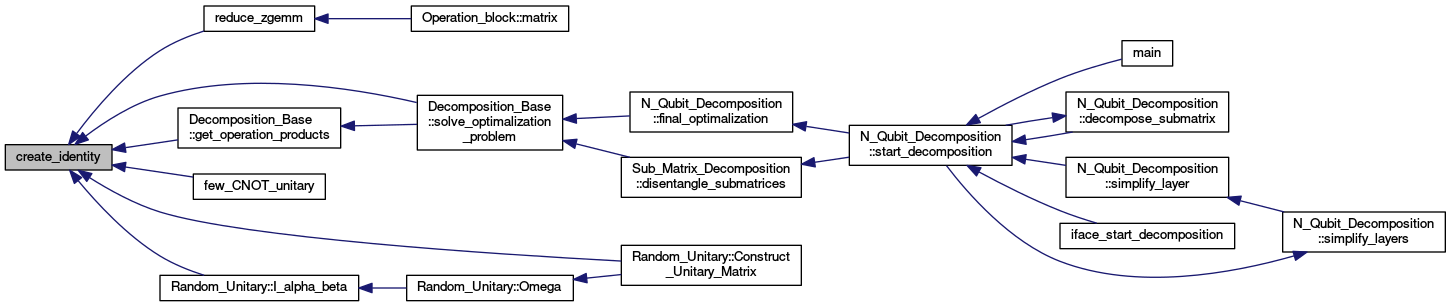 reduce_zgemm
Operation_block::matrix
main
Decomposition_Base
::solve_optimalization
_problem
N_Qubit_Decomposition
::final_optimalization
N_Qubit_Decomposition
::decompose_submatrix
Decomposition_Base
::get_operation_products
N_Qubit_Decomposition
::start_decomposition
create_identity
few_CNOT_unitary
Sub_Matrix_Decomposition
::disentangle_submatrices
N_Qubit_Decomposition
::simplify_layer
iface_start_decomposition
N_Qubit_Decomposition
::simplify_layers
Random_Unitary::Construct
_Unitary_Matrix
Random_Unitary::I_alpha_beta
Random_Unitary::Omega